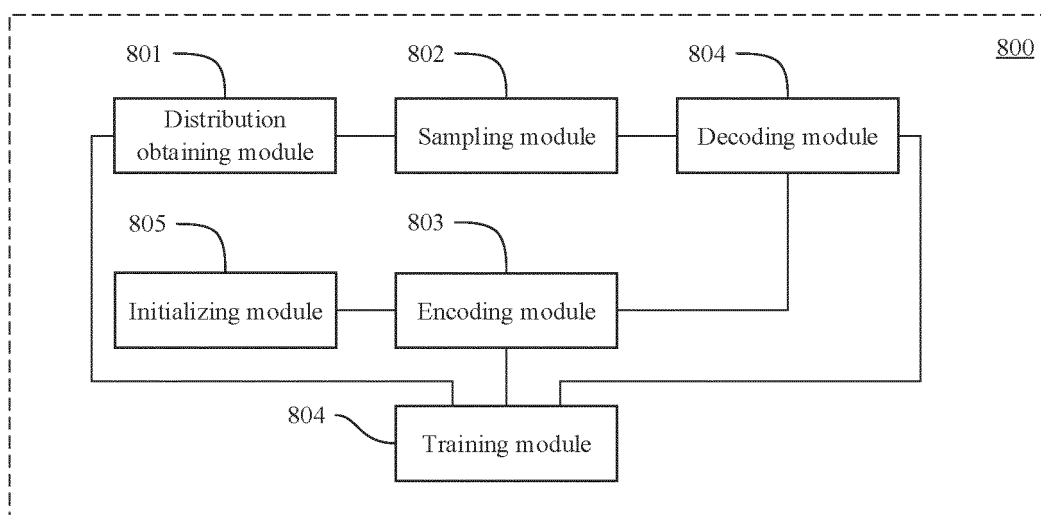 800
801
802
804
Distribution
obtaining module
Sampling module
Decoding module
805
803
Initializing module
Encoding module
804
Training module